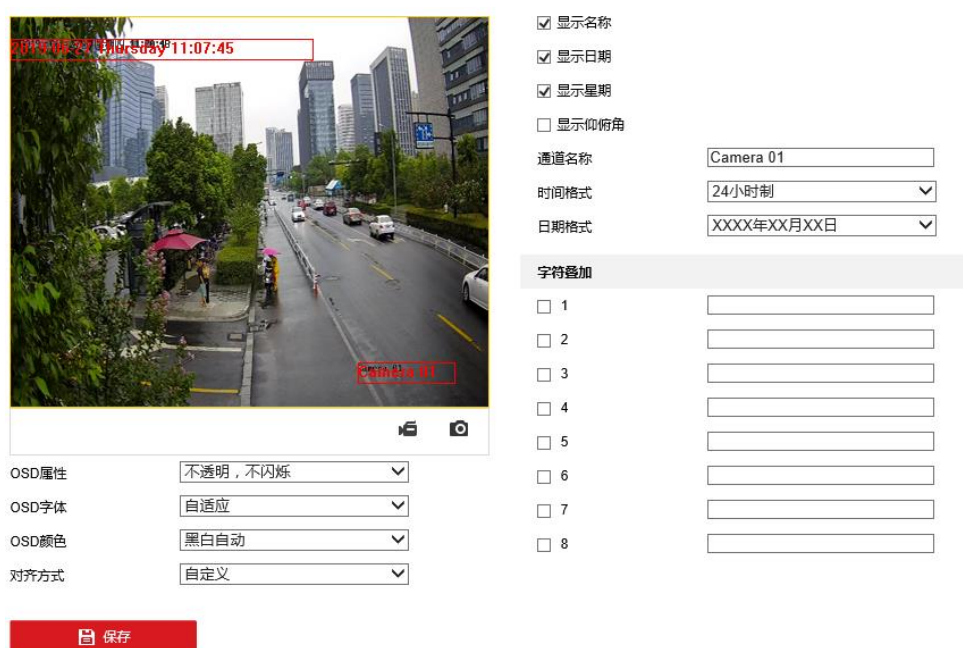 Thursday 11:07:45
Camera 01
OSD属性 不透明，不闪烁
OSD字体 自适应
OSD颜色 黑白自动
对齐方式 自定义
保存
显示名称
显示日期
显示星期
显示仰俯角
通道名称 Camera 01
时间格式 24小时制
日期格式 XXXX年XX月XX日
字符叠加
1
2
3
4
5
6
7
8